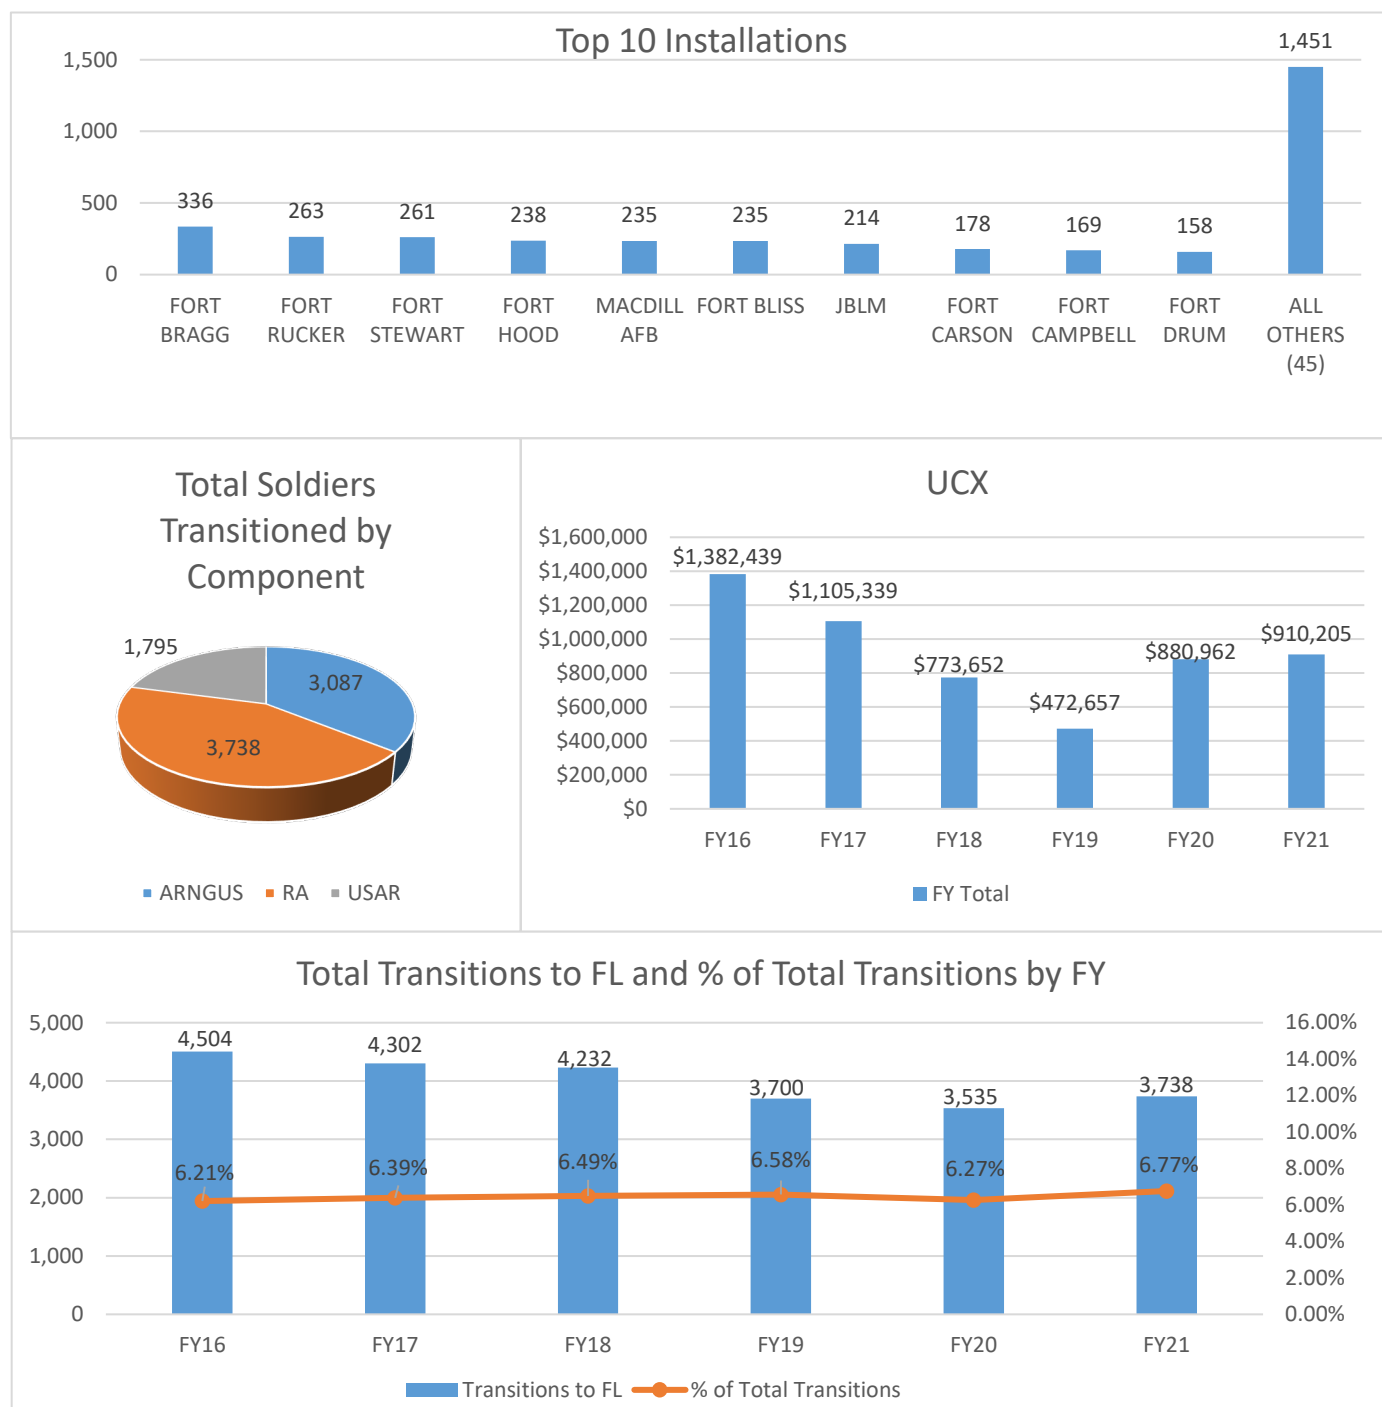 Top 10 Installations
1,451
1,500
1,000
500
0
336
263
261
238
235
235
214
178
169
158
FORT
BRAGG
FORT
RUCKER
FORT
STEWART
FORT
HOOD
MACDILL
AFB
FORT BLISS
JBLM
FORT
CARSON
FORT
CAMPBELL
FORT
DRUM
ALL
OTHERS
(45)
Total Soldiers
Transitioned by
Component
1,795
3,087
3,738
ARNGUS
RA
USAR
UCX
$1,600,000
$1,400,000
$1,200,000
$1,000,000
$800,000
$600,000
$400,000
$200,000
$0
$1,382,439
$1,105,339
$773,652
$472,657
$880,962
$910,205
FY16
FY17
FY18
FY19
FY20
FY21
FY Total
Total Transitions to FL and % of Total Transitions by FY
5,000
4,000
3,000
2,000
1,000
0
4,504
4,302
4,232
3,700
3,535
3,738
6.21%
6.39%
6.49%
6.58%
6.27%
6.77%
16.00%
14.00%
12.00%
10.00%
8.00%
6.00%
4.00%
2.00%
0.00%
FY16
FY17
FY18
FY19
FY20
FY21
Transitions to FL
% of Total Transitions